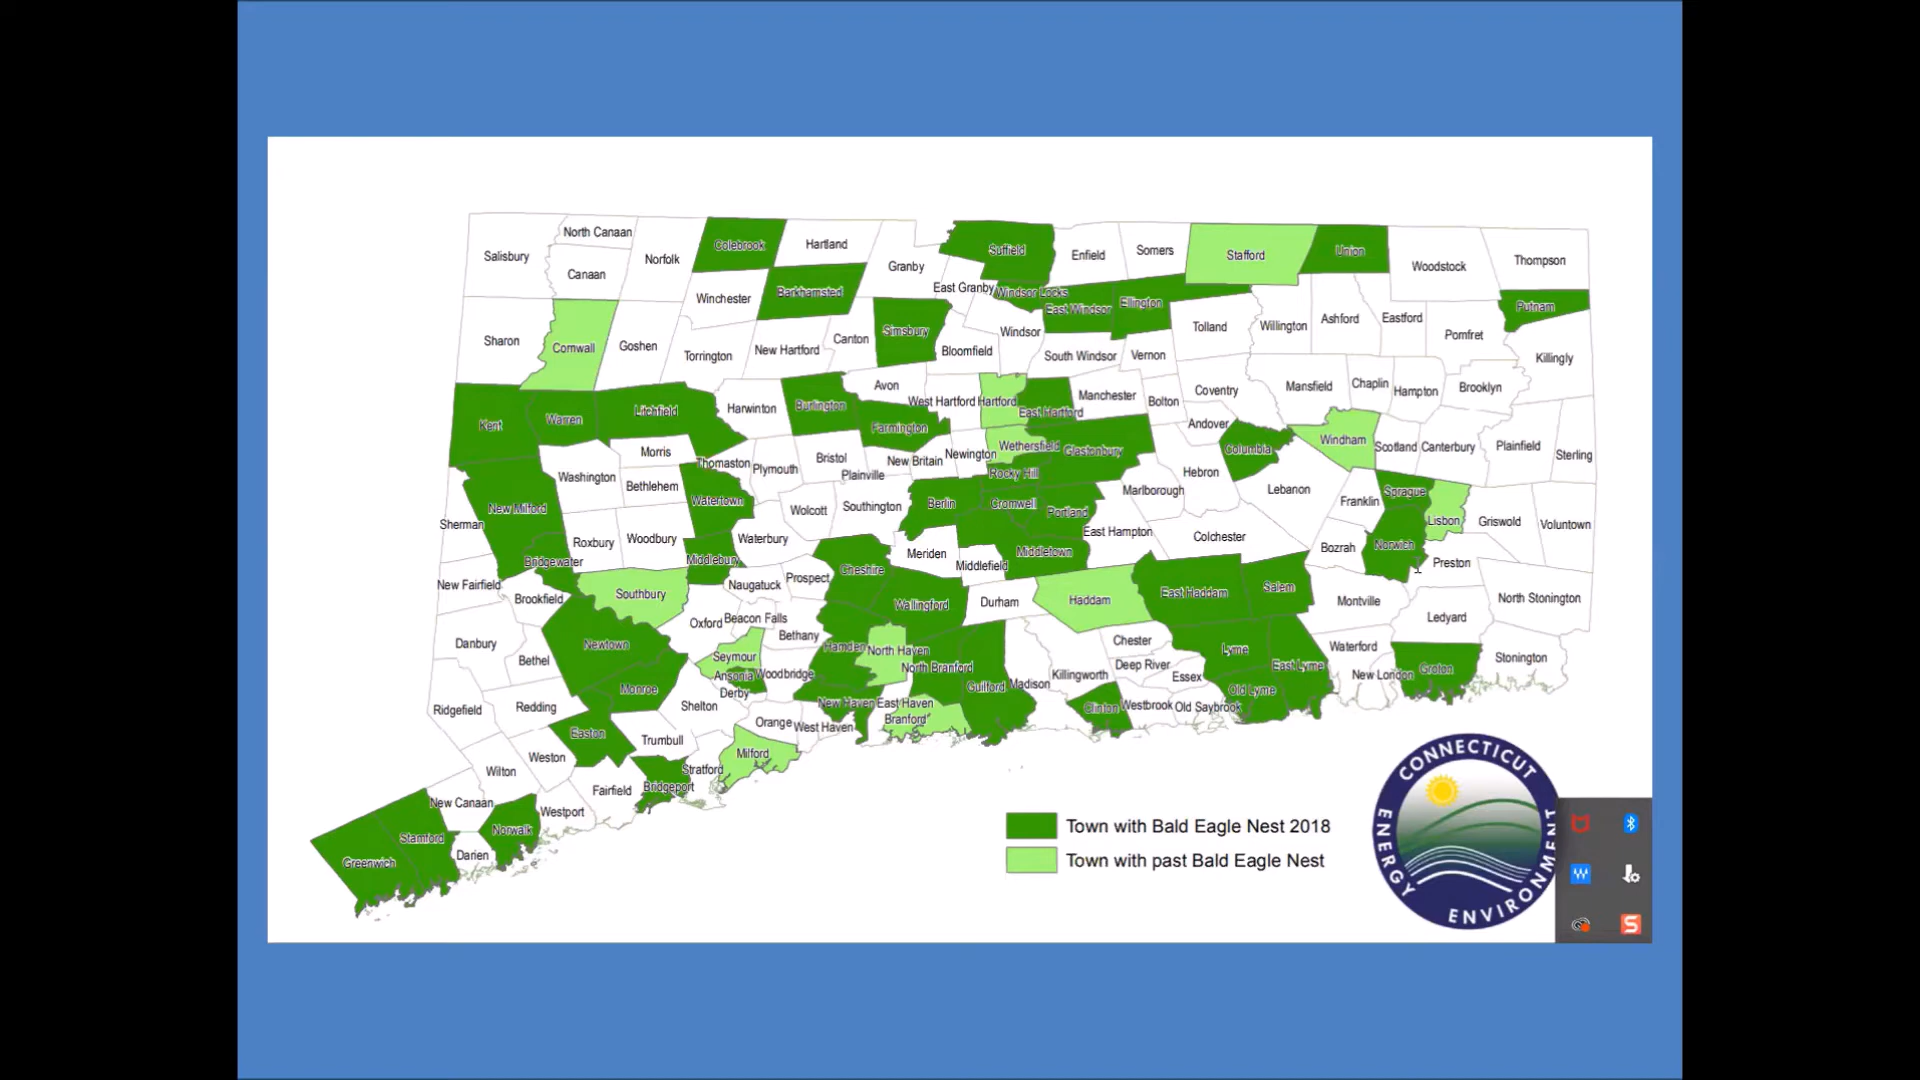 North Canaan
Colebrook
Hartland
Suffield
Enfield
Somers
Stafford
Union
Salisbury
Canaan
Norfolk
Granby
Woodstock
Thompson
Winchester
Barkhamsted
East Granby
Windsor Locks
East Windsor
Ellington
Putnam
Sharon
Cornwall
Goshen
Torrington
New Hartford
Canton
Simsbury
Bloomfield
Windsor
South Windsor
Vernon
Tolland
Willington
Ashford
Eastford
Pomfret
Killingly
Kent
Warren
Litchfield
Harwinton
Burlington
Avon
Farmington
West Hartford
Hartford
East Hartford
Manchester
Bolton
Coventry
Andover
Mansfield
Chaplin
Hampton
Brooklyn
Morris
Thomaston
Plymouth
Bristol
Plainville
New Britain
Newington
Wethersfield
Glastonbury
Rocky Hill
Hebron
Columbia
Windham
Scotland
Canterbury
Plainfield
Sterling
Washington
Bethlehem
Watertown
New Milford
Sherman
Wolcott
Southington
Berlin
Cromwell
Portland
Marlborough
East Hampton
Lebanon
Franklin
Sprague
Lisbon
Griswold
Voluntown
Roxbury
Woodbury
Bridgewater
Middlebury
Waterbury
Meriden
Middlefield
Middletown
Colchester
Bozrah
Norwich
Preston
New Fairfield
Brookfield
Southbury
Naugatuck
Prospect
Cheshire
Wallingford
Durham
Haddam
East Haddam
Salem
Montville
Ledyard
North Stonington
Danbury
Bethel
Newtown
Oxford
Beacon Falls
Bethany
Hamden
North Haven
North Branford
Chester
Lyme
Waterford
Stonington
Seymour
Ansonia
Woodbridge
Derby
Monroe
Guilford
Madison
Killingworth
Deep River
Essex
East Lyme
New London
Groton
Ridgefield
Redding
Shelton
New Haven
East Haven
Branford
Clinton
Westbrook
Old Saybrook
Old Lyme
Easton
Trumbull
Orange
West Haven
Milford
Weston
Wilton
Fairfield
Stratford
Bridgeport
New Canaan
Westport
Norwalk
Stamford
Darien
Greenwich
Town with Bald Eagle Nest 2018
Town with past Bald Eagle Nest
CONNECTICUT
ENERGY
ENVIRONMENT